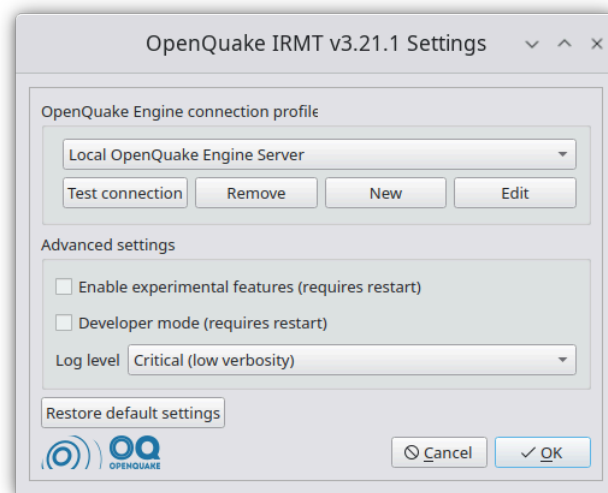 OpenQuake IRMT v3.21.1 Settings
OpenQuake Engine connection profile
Local OpenQuake Engine Server
Test connection Remove New Edit
Advanced settings
Enable experimental features (requires restart)
Developer mode (requires restart)
Log level Critical (low verbosity)
Restore default settings
OQ
OPENQUAKE
Cancel OK